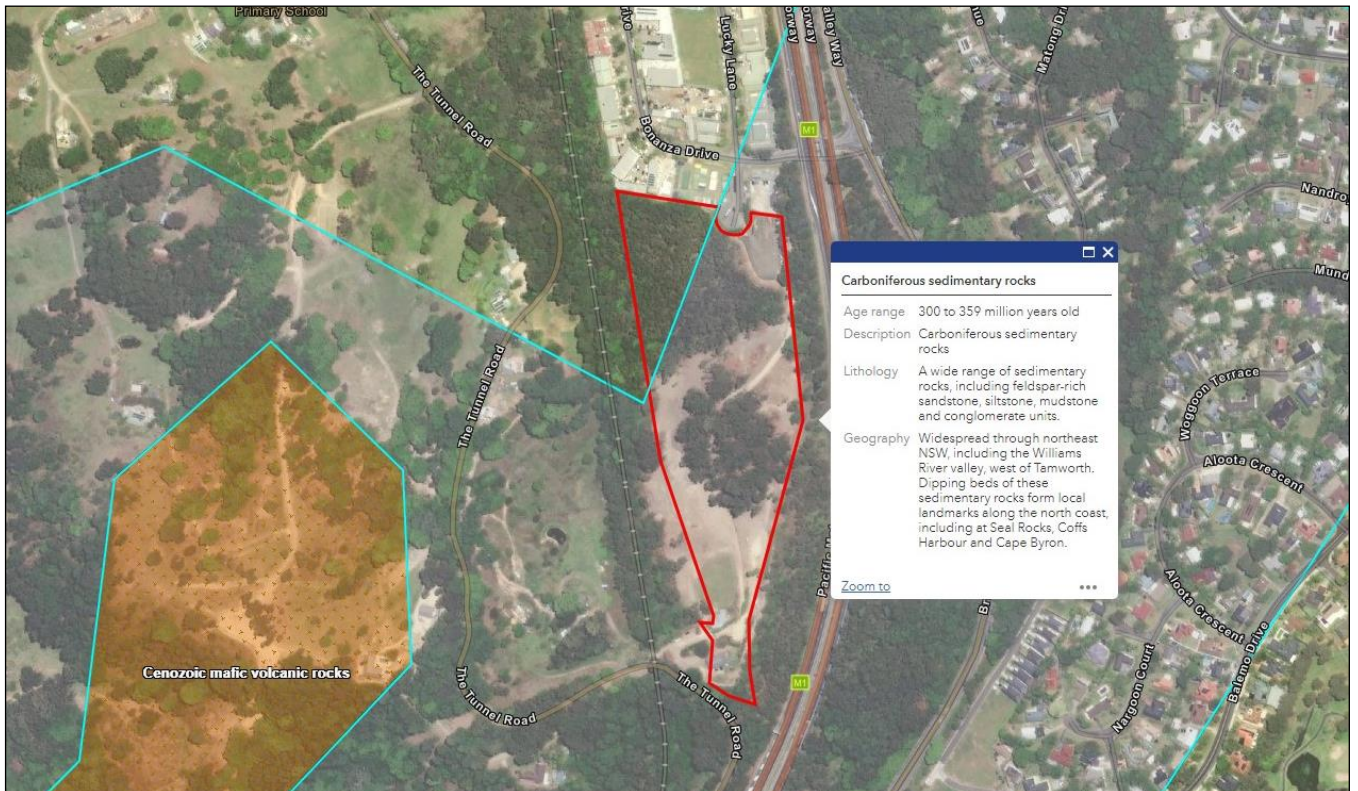 Primary School
Drive
Lucky Lane
Bonanza Drive
Matong
The Tunnel Road
M1
Mund
Carboniferous sedimentary rocks
Age range 300 to 359 million years old
Description Carboniferous sedimentary
rocks
Lithology A wide range of sedimentary
rocks, including feldspar-rich
sandstone, siltstone, mudstone
and conglomerate units.
Geography Widespread through northeast
NSW, including the Williams
River valley, west of Tamworth.
Dipping beds of these
sedimentary rocks form local
landmarks along the north coast,
including at Seal Rocks, Coffs
Harbour and Cape Byron.
Zoom to
The Tunnel Road
Woggoon Terrace
Aloota Crescent
Aloota Crescent
Balemo Drive
Nargoon Court
Pacific
M1
Cenozoic mafic volcanic rocks
The Tunnel Road
The Tunnel Road